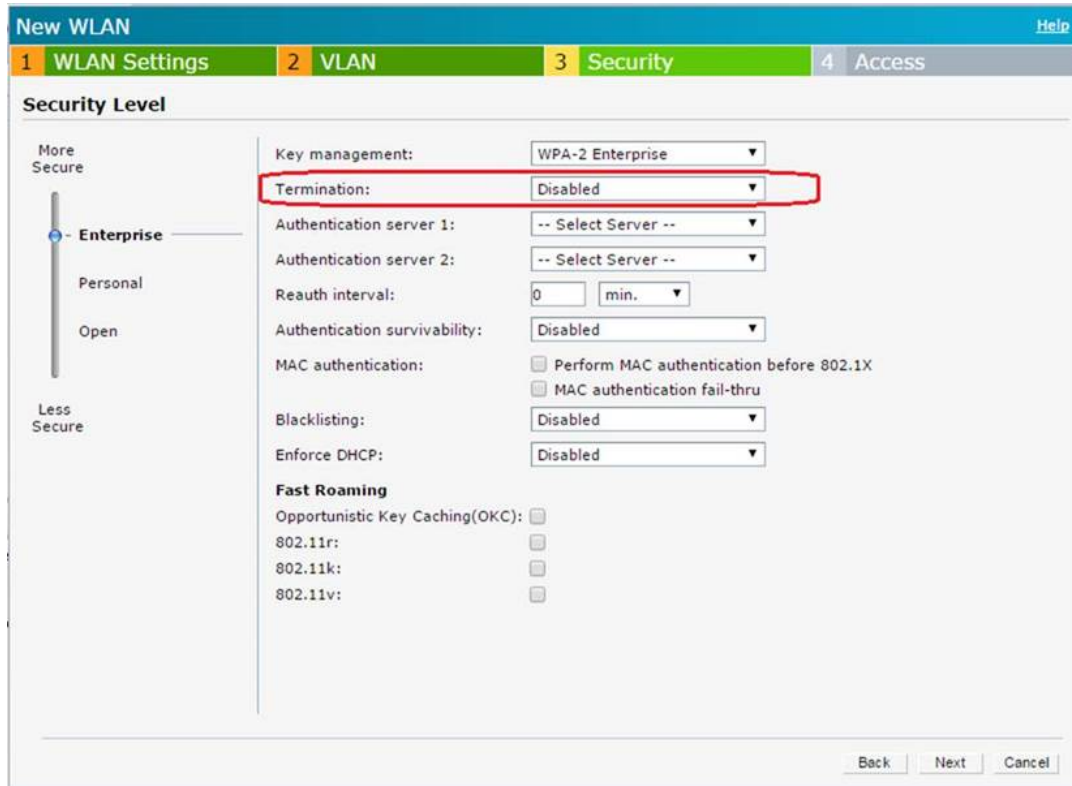 New WLAN Help
1 WLAN Settings 2 VLAN 3 Security 4 Access
Security Level
More
Secure
Enterprise
Personal
Open
Less
Secure
Key management: WPA-2 Enterprise
Termination: Disabled
Authentication server 1: -- Select Server --
Authentication server 2: -- Select Server --
Reauth interval: 0 min.
Authentication survivability: Disabled
MAC authentication: Perform MAC authentication before 802.1X
MAC authentication fail-thru
Blacklisting: Disabled
Enforce DHCP: Disabled
Fast Roaming
Opportunistic Key Caching(OKC):
802.11r:
802.11k:
802.11v:
Back Next Cancel